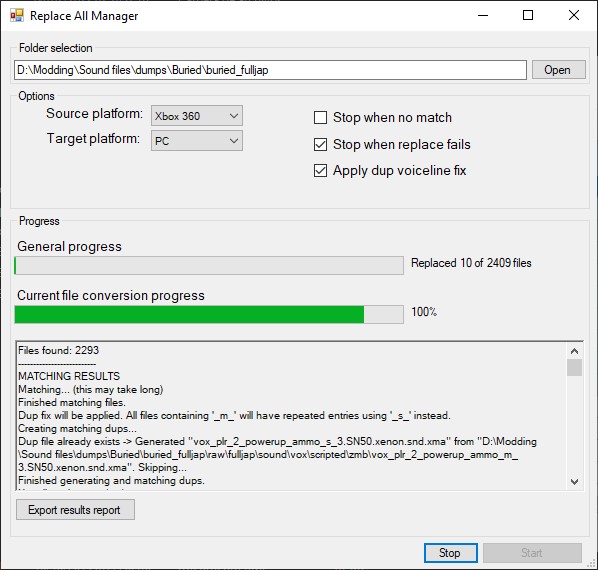 Replace All Manager
Folder selection
D:\Modding\Sound files\dumps\Buried\buried_fulljap
Open
Options
Source platform: Xbox 360
Target platform: PC
Stop when no match
Stop when replace fails
Apply dup voiceline fix
Progress
General progress
Replaced 10 of 2409 files
Current file conversion progress
100%
Files found: 2293
--------------------------
MATCHING RESULTS
Matching... (this may take long)
Finished matching files.
Dup fix will be applied. All files containing '_m_' will have repeated entries using '_s_' instead.
Creating matching dups...
Dup file already exists -> Generated "vox_plr_2_powerup_ammo_s_3.SN50.xenon.snd.xma" from "D:\Modding
\Sound files\dumps\Buried\buried_fulljap\raw\fulljap\sound\vox\scripted\zmb\vox_plr_2_powerup_ammo_m_
3.SN50.xenon.snd.xma". Skipping...
Finished generating and matching dups.
Export results report
Stop
Start